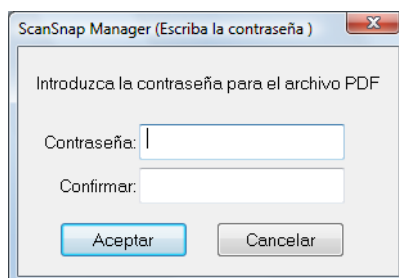 ScanSnap Manager (Escriba la contraseña )
Introduzca la contraseña para el archivo PDF
Contraseña:
Confirmar:
Aceptar Cancelar